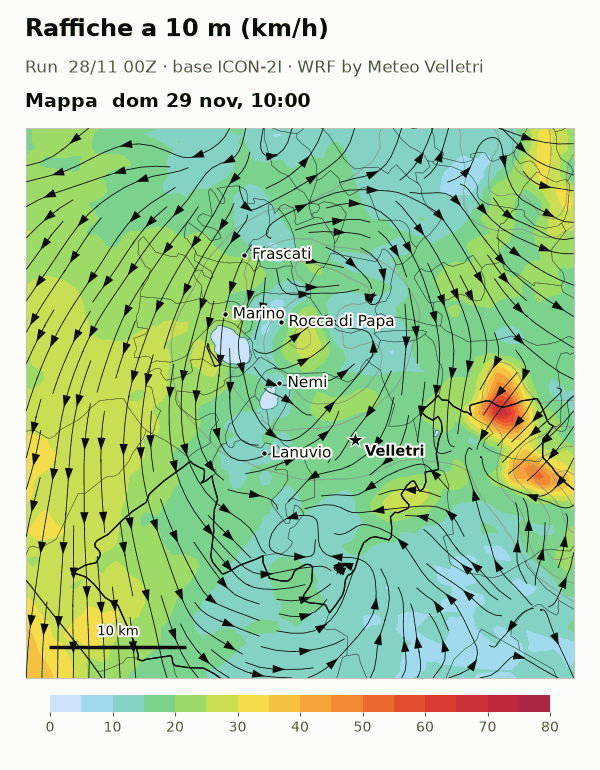 Raffiche a 10 m (km/h)
Run 28/11 00Z · base ICON-2I · WRF by Meteo Velletri
Mappa dom 29 nov, 10:00
Frascati
Marino
Rocca di Papa
Nemi
Velletri
Lanuvio
10 km
0 10 20 30 40 50 60 70 80